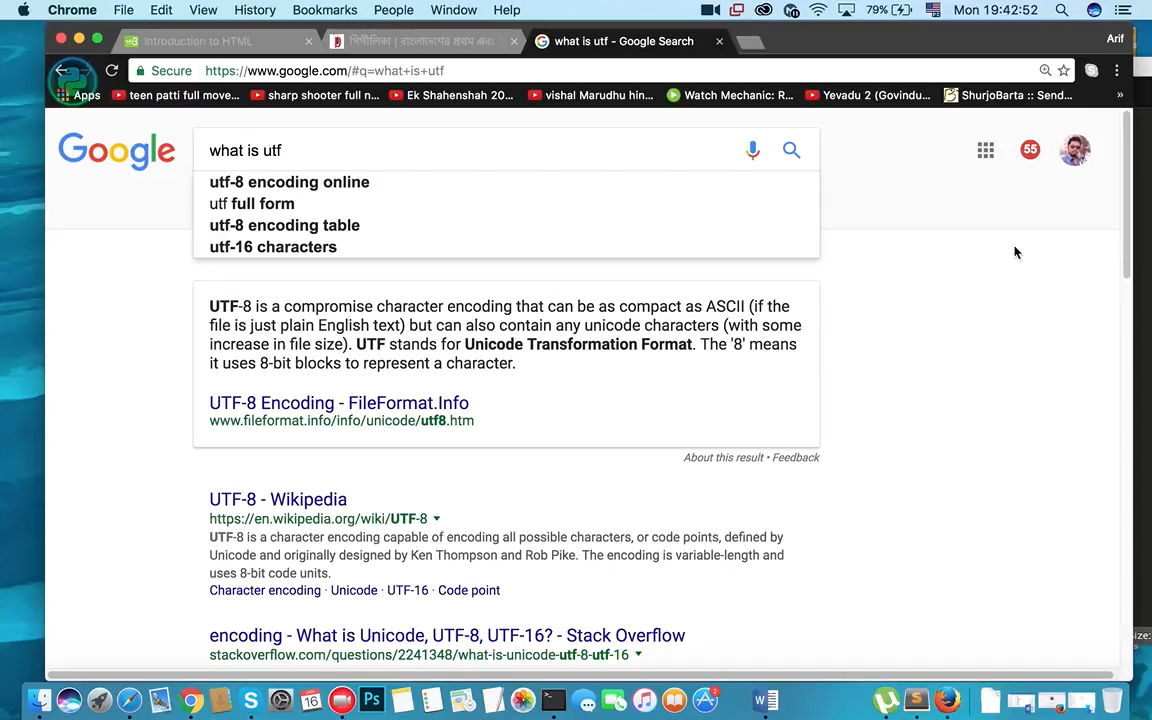 Chrome File Edit View History Bookmarks People Window Help 79% Mon 19:42:52
Introduction to HTML
পিপীলিকা | বাংলাদেশের প্রথম এবং
what is utf - Google Search
Arif
Secure https://www.google.com/#q=what+is+utf
Apps teen patti full move... sharp shooter full n... Ek Shahenshah 20... vishal Marudhu hin... Watch Mechanic: R... Yevadu 2 (Govindu... ShurjoBarta :: Send... »
Google
what is utf
55
utf-8 encoding online
utf full form
utf-8 encoding table
utf-16 characters
UTF-8 is a compromise character encoding that can be as compact as ASCII (if the
file is just plain English text) but can also contain any unicode characters (with some
increase in file size). UTF stands for Unicode Transformation Format. The '8' means
it uses 8-bit blocks to represent a character.
UTF-8 Encoding - FileFormat.Info
www.fileformat.info/info/unicode/utf8.htm
About this result • Feedback
UTF-8 - Wikipedia
https://en.wikipedia.org/wiki/UTF-8
UTF-8 is a character encoding capable of encoding all possible characters, or code points, defined by
Unicode and originally designed by Ken Thompson and Rob Pike. The encoding is variable-length and
uses 8-bit code units.
Character encoding · Unicode · UTF-16 · Code point
encoding - What is Unicode, UTF-8, UTF-16? - Stack Overflow
stackoverflow.com/questions/2241348/what-is-unicode-utf-8-utf-16
ize:
JAN
16
Ps
2